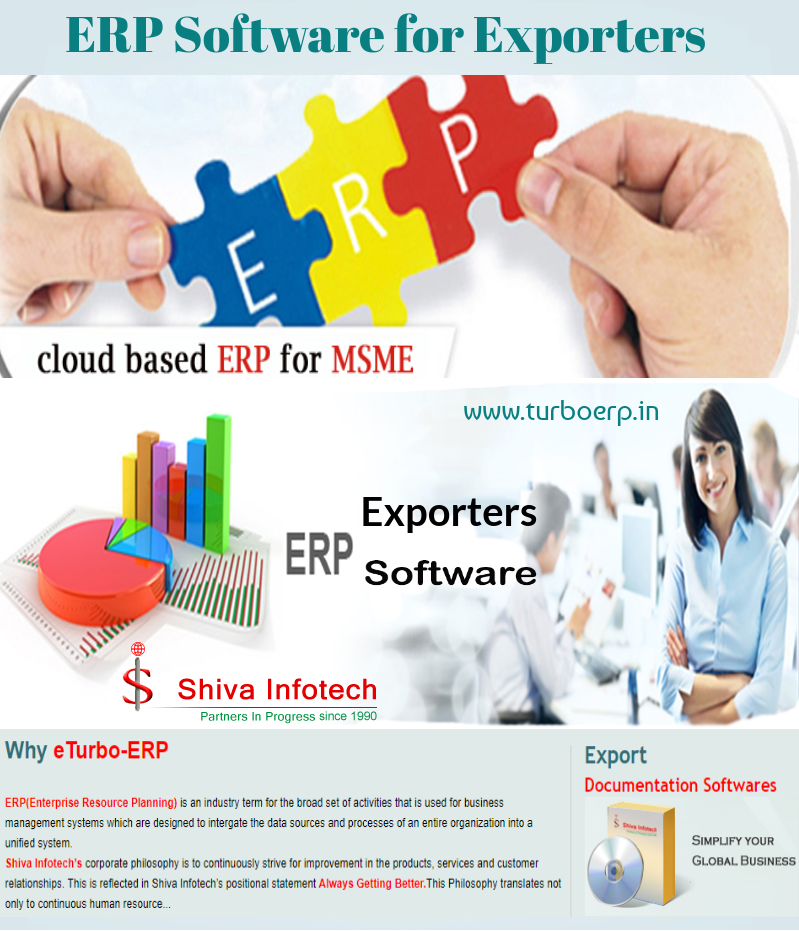 ERP Software for Exporters
E R P
cloud based ERP for MSME
www.turboerp.in
Exporters
ERP
Software
Shiva Infotech
Partners In Progress since 1990
Why eTurbo-ERP
ERP(Enterprise Resource Planning) is an industry term for the broad set of activities that is used for business
management systems which are designed to intergate the data sources and processes of an entire organization into a
unified system.
Shiva Infotech's corporate philosophy is to continuously strive for improvement in the products, services and customer
relationships. This is reflected in Shiva Infotech's positional statement Always Getting Better.This Philosophy translates not
only to continuous human resource...
Export
Documentation Softwares
Shiva Infotech
SIMPLIFY YOUR
GLOBAL BUSINESS